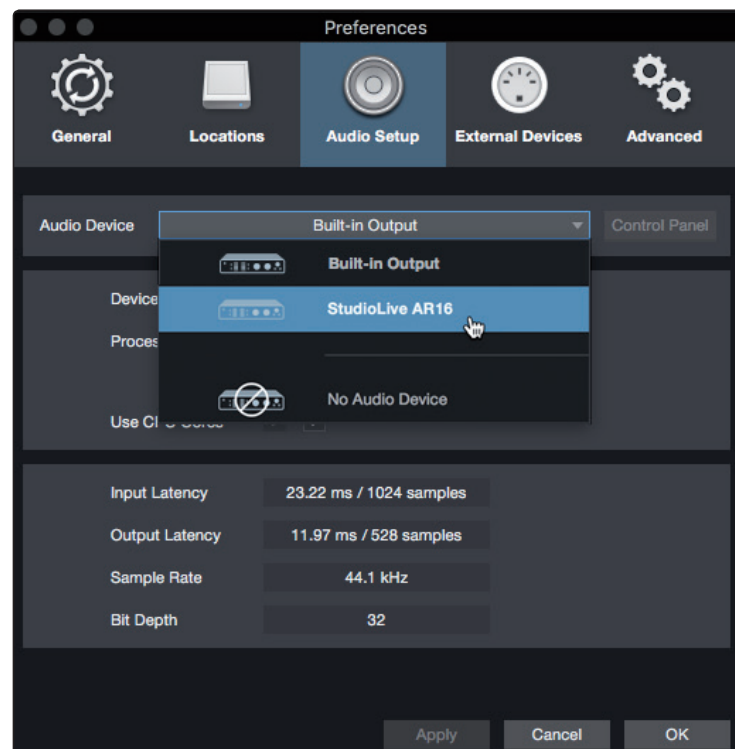 Preferences
General Locations Audio Setup External Devices Advanced
Audio Device Built-in Output Control Panel
Built-in Output
Device
StudioLive AR16
No Audio Device
Input Latency 23.22 ms / 1024 samples
Output Latency 11.97 ms / 528 samples
Sample Rate 44.1 kHz
Bit Depth 32
Apply Cancel OK